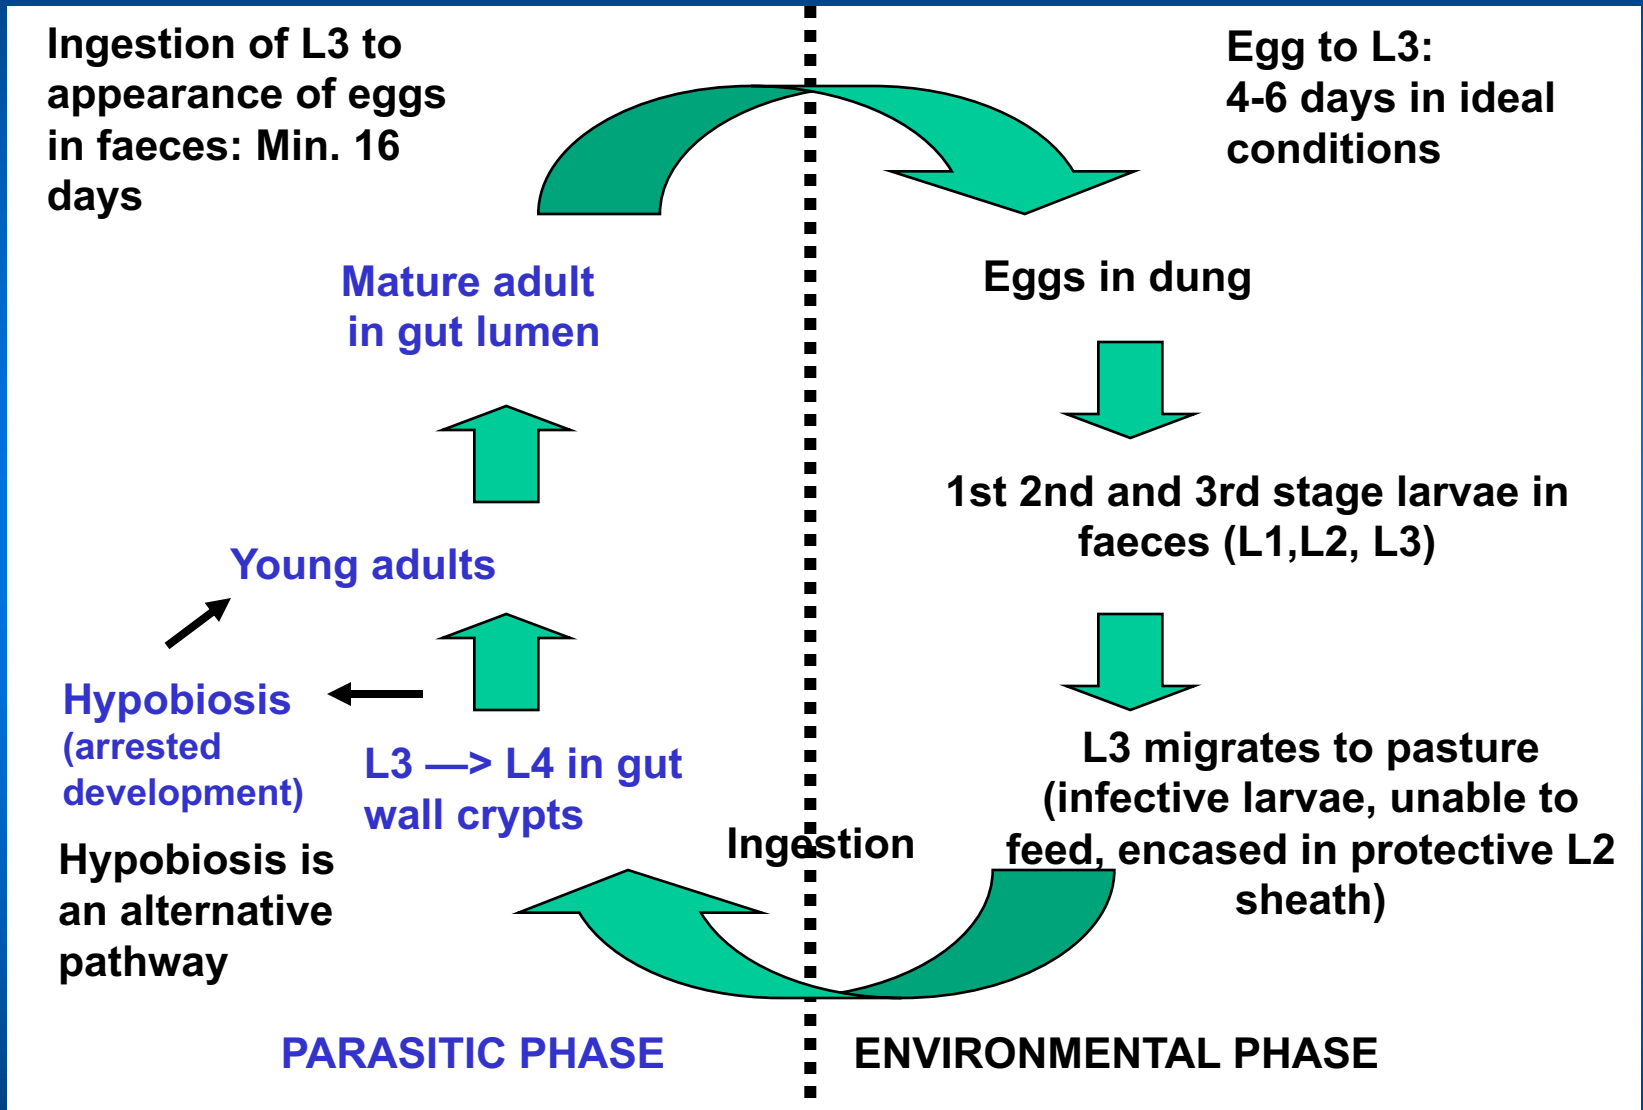 Ingestion of L3 to
appearance of eggs
in faeces: Min. 16
days
Egg to L3:
4-6 days in ideal
conditions
Mature adult
in gut lumen
Eggs in dung
1st 2nd and 3rd stage larvae in
faeces (L1,L2, L3)
Young adults
Hypobiosis
(arrested
development)
L3 —> L4 in gut
wall crypts
Hypobiosis is
an alternative
pathway
Ingestion
L3 migrates to pasture
(infective larvae, unable to
feed, encased in protective L2
sheath)
PARASITIC PHASE
ENVIRONMENTAL PHASE